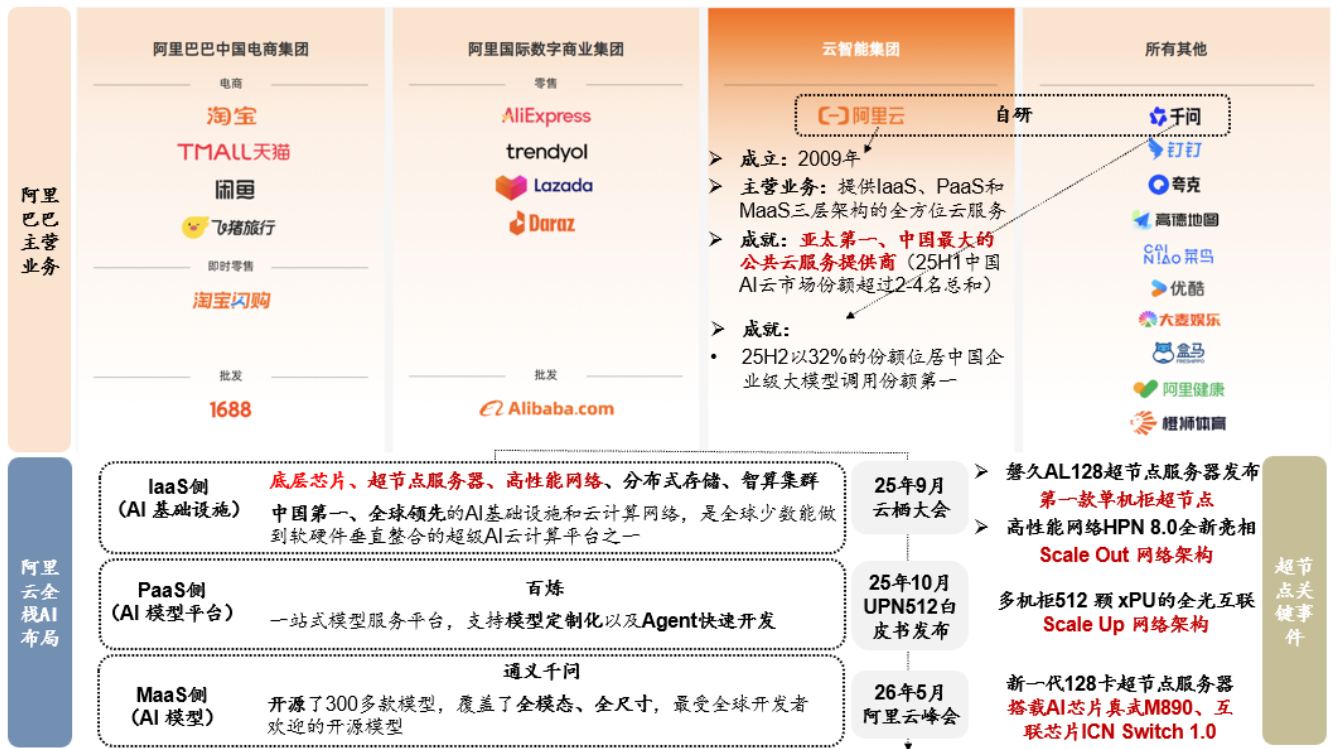 阿里
巴巴
主营
业务
阿里巴巴中国电商集团
电商
淘宝
TMALL天猫
闲鱼
飞猪旅行
即时零售
淘宝闪购
批发
1688
阿里国际数字商业集团
零售
AliExpress
trendyol
Lazada
Daraz
批发
Alibaba.com
云智能集团
阿里云
自研
➢ 成立：2009年
➢ 主营业务：提供IaaS、PaaS和
MaaS三层架构的全方位云服务
➢ 成就：亚太第一、中国最大的
公共云服务提供商（25H1中国
AI云市场份额超过2-4名总和）
➢ 成就：
• 25H2以32%的份额位居中国企
业级大模型调用份额第一
所有其他
千问
钉钉
夸克
高德地图
CAINIAO 菜鸟
优酷
大麦娱乐
盒马
FRESHIPPO
阿里健康
橙狮体育
阿里
云全
栈AI
布局
IaaS侧
（AI 基础设施）
底层芯片、超节点服务器、高性能网络、分布式存储、智算集群
中国第一、全球领先的AI基础设施和云计算网络，是全球少数能做
到软硬件垂直整合的超级AI云计算平台之一
PaaS侧
（AI 模型平台）
百炼
一站式模型服务平台，支持模型定制化以及Agent快速开发
MaaS侧
（AI 模型）
通义千问
开源了300多款模型，覆盖了全模态、全尺寸，最受全球开发者
欢迎的开源模型
25年9月
云栖大会
➢ 磐久AL128超节点服务器发布
第一款单机柜超节点
➢ 高性能网络HPN 8.0全新亮相
Scale Out 网络架构
25年10月
UPN512白
皮书发布
多机柜512 颗 xPU的全光互联
Scale Up 网络架构
26年5月
阿里云峰会
新一代128卡超节点服务器
搭载AI芯片真武M890、互
联芯片ICN Switch 1.0
超节
点关
键事
件